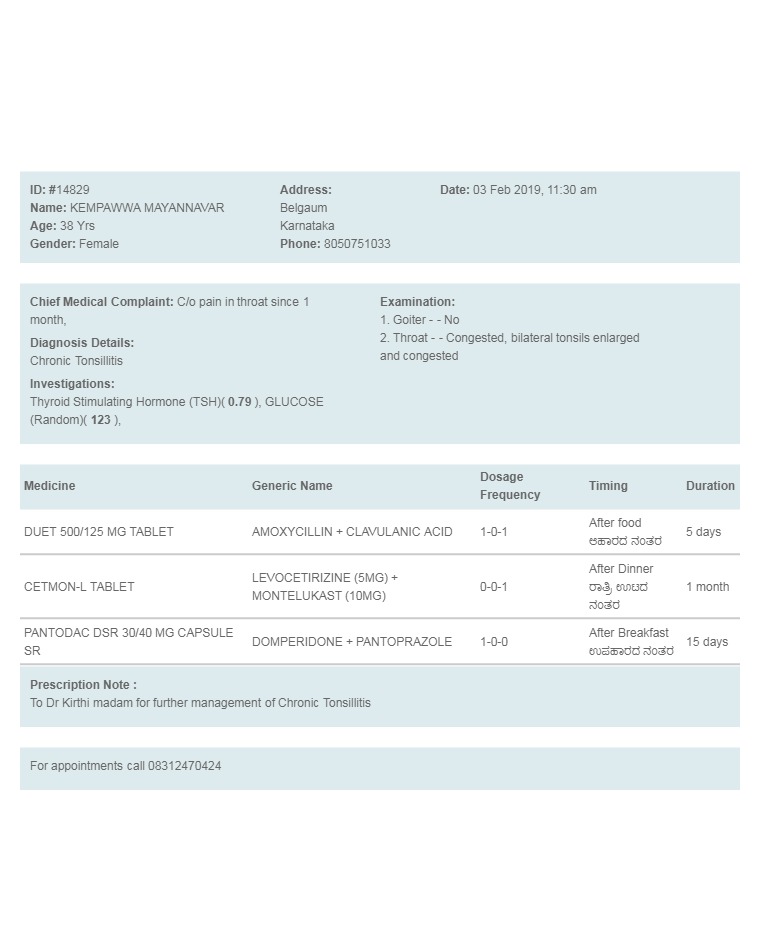 ID: #14829
Name: KEMPAWWA MAYANNAVAR
Age: 38 Yrs
Gender: Female
Address:
Belgaum
Karnataka
Phone: 8050751033
Date: 03 Feb 2019, 11:30 am
Chief Medical Complaint: C/o pain in throat since 1
month,
Diagnosis Details:
Chronic Tonsillitis
Investigations:
Thyroid Stimulating Hormone (TSH)( 0.79 ), GLUCOSE
(Random)( 123 ),
Examination:
1. Goiter - - No
2. Throat - - Congested, bilateral tonsils enlarged
and congested
Medicine Generic Name Dosage Frequency Timing Duration
DUET 500/125 MG TABLET AMOXYCILLIN + CLAVULANIC ACID 1-0-1 After food 5 days
ಆಹಾರದ ನಂತರ
CETMON-L TABLET LEVOCETIRIZINE (5MG) + MONTELUKAST (10MG) 0-0-1 After Dinner 1 month
ರಾತ್ರಿ ಊಟದ
ನಂತರ
PANTODAC DSR 30/40 MG CAPSULE SR DOMPERIDONE + PANTOPRAZOLE 1-0-0 After Breakfast 15 days
ಉಪಹಾರದ ನಂತರ
Prescription Note :
To Dr Kirthi madam for further management of Chronic Tonsillitis
For appointments call 08312470424